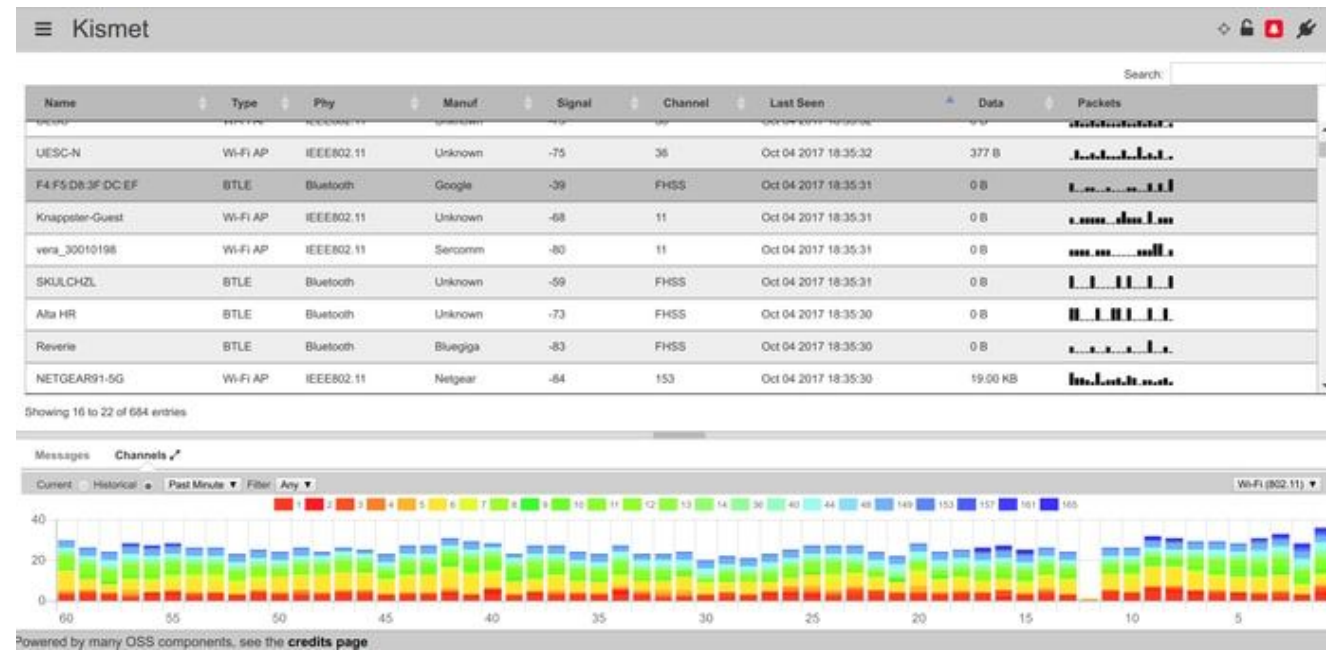 Kismet
Search:
Name Type Phy Manuf Signal Channel Last Seen Data Packets
UESC-N Wi-Fi AP IEEE802.11 Unknown -75 36 Oct 04 2017 18:35:32 377 B
F4:F5:D8:3F:DC:EF BTLE Bluetooth Google -39 FHSS Oct 04 2017 18:35:31 0 B
Knappster-Guest Wi-Fi AP IEEE802.11 Unknown -68 11 Oct 04 2017 18:35:31 0 B
vera_30010198 Wi-Fi AP IEEE802.11 Sercomm -80 11 Oct 04 2017 18:35:31 0 B
SKULCHZL BTLE Bluetooth Unknown -59 FHSS Oct 04 2017 18:35:31 0 B
Alta HR BTLE Bluetooth Unknown -73 FHSS Oct 04 2017 18:35:30 0 B
Reverie BTLE Bluetooth Bluegiga -83 FHSS Oct 04 2017 18:35:30 0 B
NETGEAR91-5G Wi-Fi AP IEEE802.11 Netgear -84 153 Oct 04 2017 18:35:30 19.00 KB
Showing 16 to 22 of 684 entries
Messages Channels
Current Historical Past Minute Filter Any Wi-Fi (802.11)
1 2 3 4 5 6 7 8 9 10 11 12 13 14 36 40 44 48 149 153 157 161 165
40
20
0
60 55 50 45 40 35 30 25 20 15 10 5
Powered by many OSS components, see the credits page